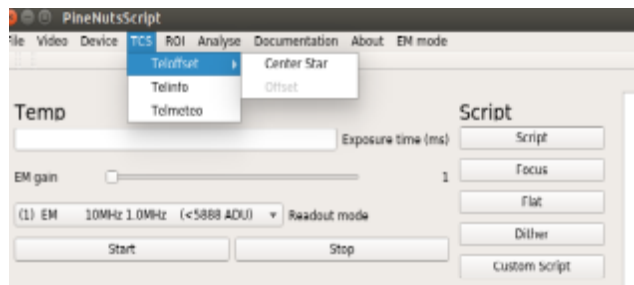 PineNutsScript
File Video Device TCS ROI Analyse Documentation About EM mode
Teloffset Center Star
Telinfo Offset
Telmeteo
Temp Script
Exposure time (ms) Script
EM gain 1 Focus
(1) EM 10MHz 1.0MHz (<5888 ADU) Readout mode Flat
Start Stop Dither
Custom Script